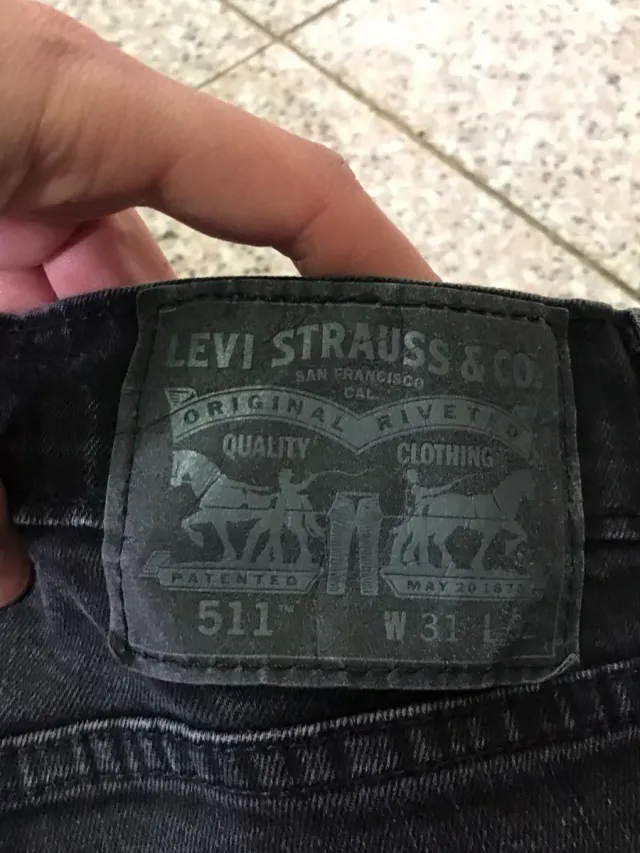 LEVI STRAUSS & CO.
SAN FRANCISCO
CAL.
ORIGINAL RIVETED
QUALITY CLOTHING
PATENTED MAY 20 1873
511™ W 31 L